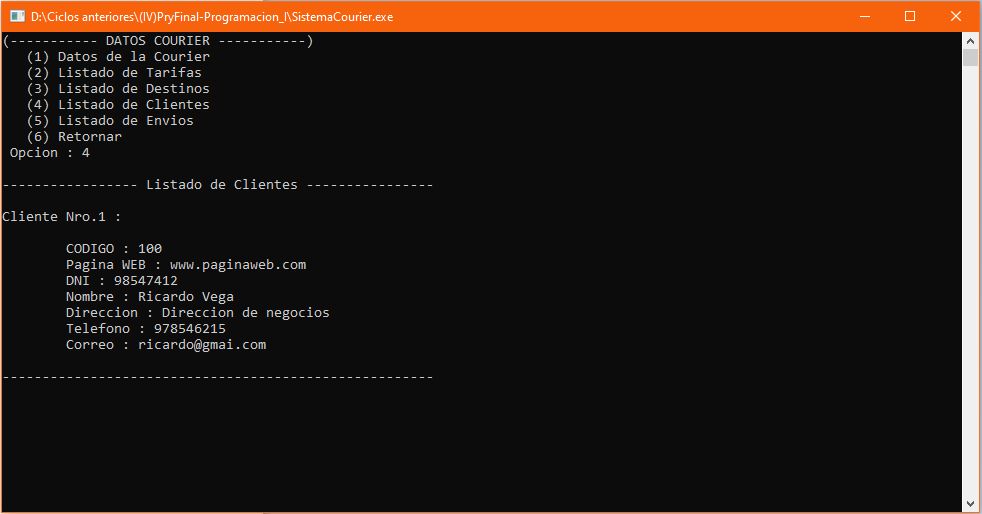 D:\Ciclos anteriores\(IV)PryFinal-Programacion_I\SistemaCourier.exe
(----------- DATOS COURIER -----------)
(1) Datos de la Courier
(2) Listado de Tarifas
(3) Listado de Destinos
(4) Listado de Clientes
(5) Listado de Envios
(6) Retornar
Opcion : 4
----------------- Listado de Clientes ----------------
Cliente Nro.1 :
CODIGO : 100
Pagina WEB : www.paginaweb.com
DNI : 98547412
Nombre : Ricardo Vega
Direccion : Direccion de negocios
Telefono : 978546215
Correo : ricardo@gmai.com
------------------------------------------------------